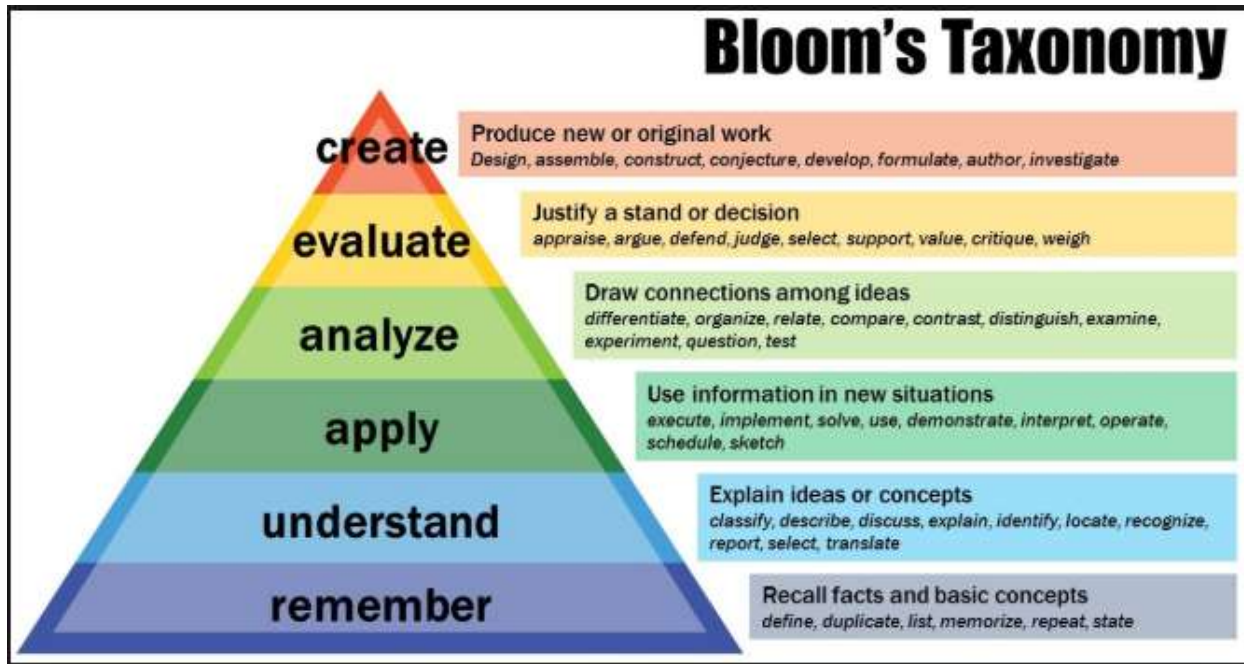 Bloom's Taxonomy
create
Produce new or original work
Design, assemble, construct, conjecture, develop, formulate, author, investigate
evaluate
Justify a stand or decision
appraise, argue, defend, judge, select, support, value, critique, weigh
analyze
Draw connections among ideas
differentiate, organize, relate, compare, contrast, distinguish, examine,
experiment, question, test
apply
Use information in new situations
execute, implement, solve, use, demonstrate, interpret, operate,
schedule, sketch
understand
Explain ideas or concepts
classify, describe, discuss, explain, identify, locate, recognize,
report, select, translate
remember
Recall facts and basic concepts
define, duplicate, list, memorize, repeat, state